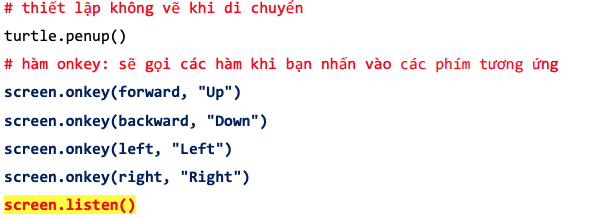 # thiết lập không vẽ khi di chuyển
turtle.penup()
# hàm onkey: sẽ gọi các hàm khi bạn nhấn vào các phím tương ứng
screen.onkey(forward, "Up")
screen.onkey(backward, "Down")
screen.onkey(left, "Left")
screen.onkey(right, "Right")
screen.listen()